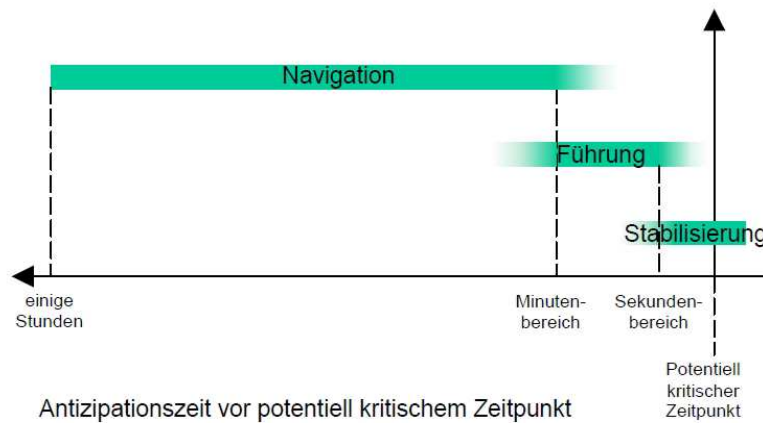 Navigation
Führung
Stabilisierung
einige
Stunden
Minuten-
bereich
Sekunden-
bereich
Potentiell
kritischer
Zeitpunkt
Antizipationszeit vor potentiell kritischem Zeitpunkt